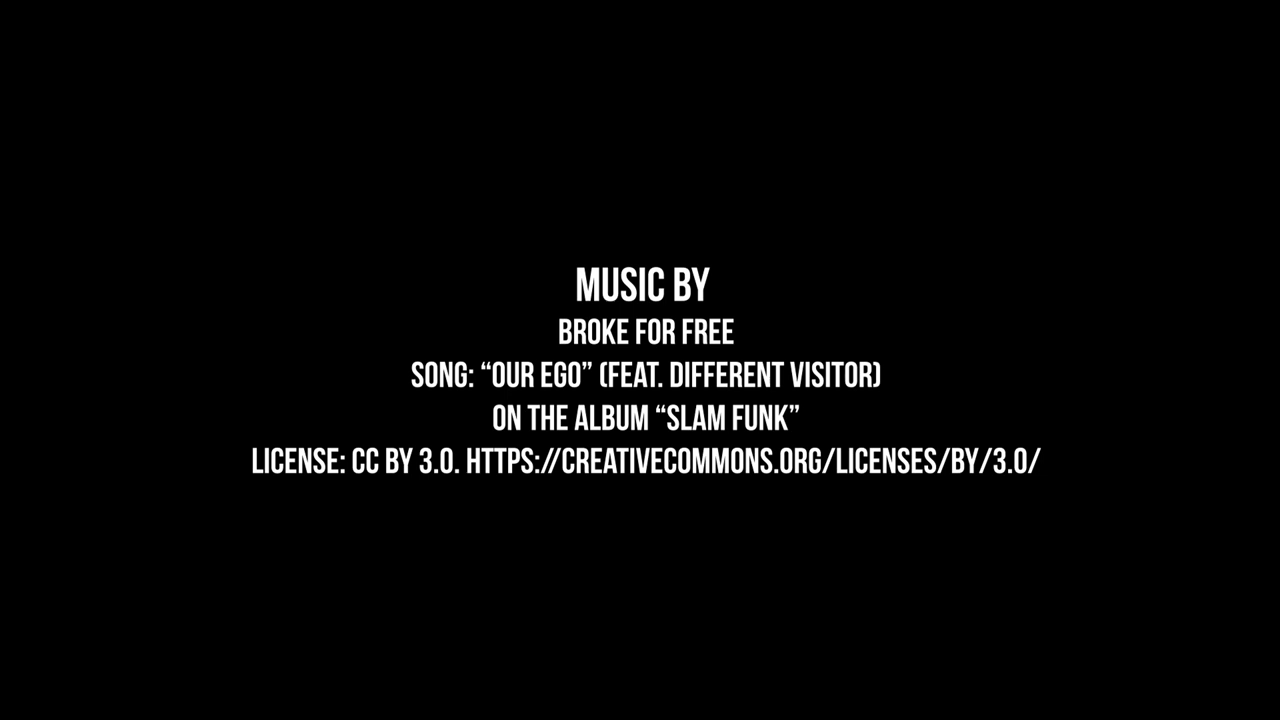 MUSIC BY
BROKE FOR FREE
SONG: “OUR EGO” (FEAT. DIFFERENT VISITOR)
ON THE ALBUM “SLAM FUNK”
LICENSE: CC BY 3.0. HTTPS://CREATIVECOMMONS.ORG/LICENSES/BY/3.0/